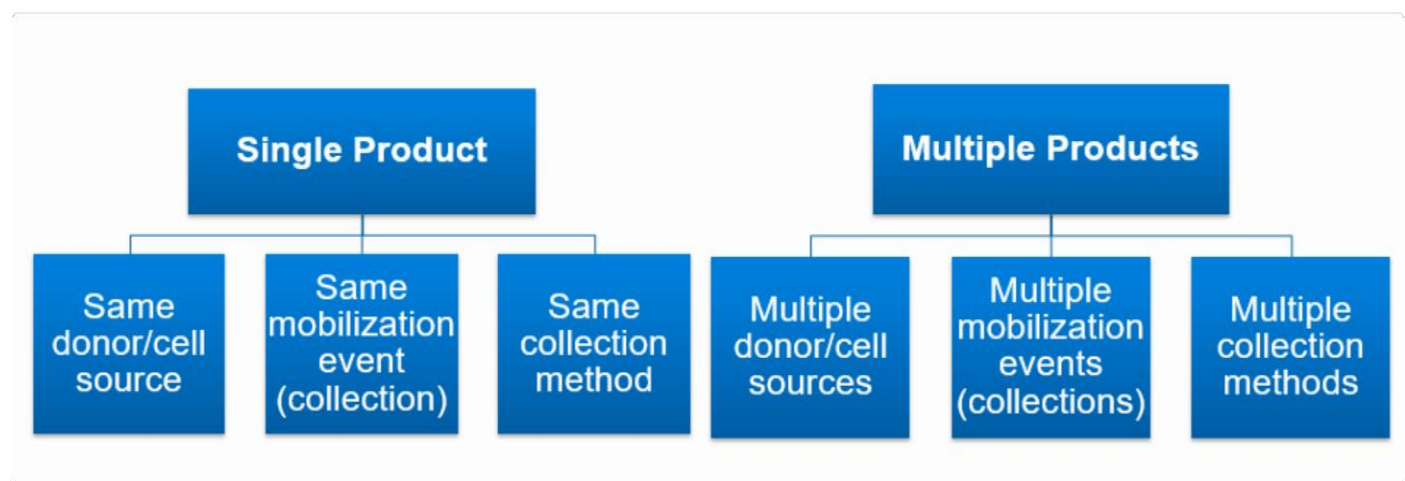 Single Product
Same
donor/cell
source
Same
mobilization
event
(collection)
Same
collection
method
Multiple Products
Multiple
donor/cell
sources
Multiple
mobilization
events
(collections)
Multiple
collection
methods